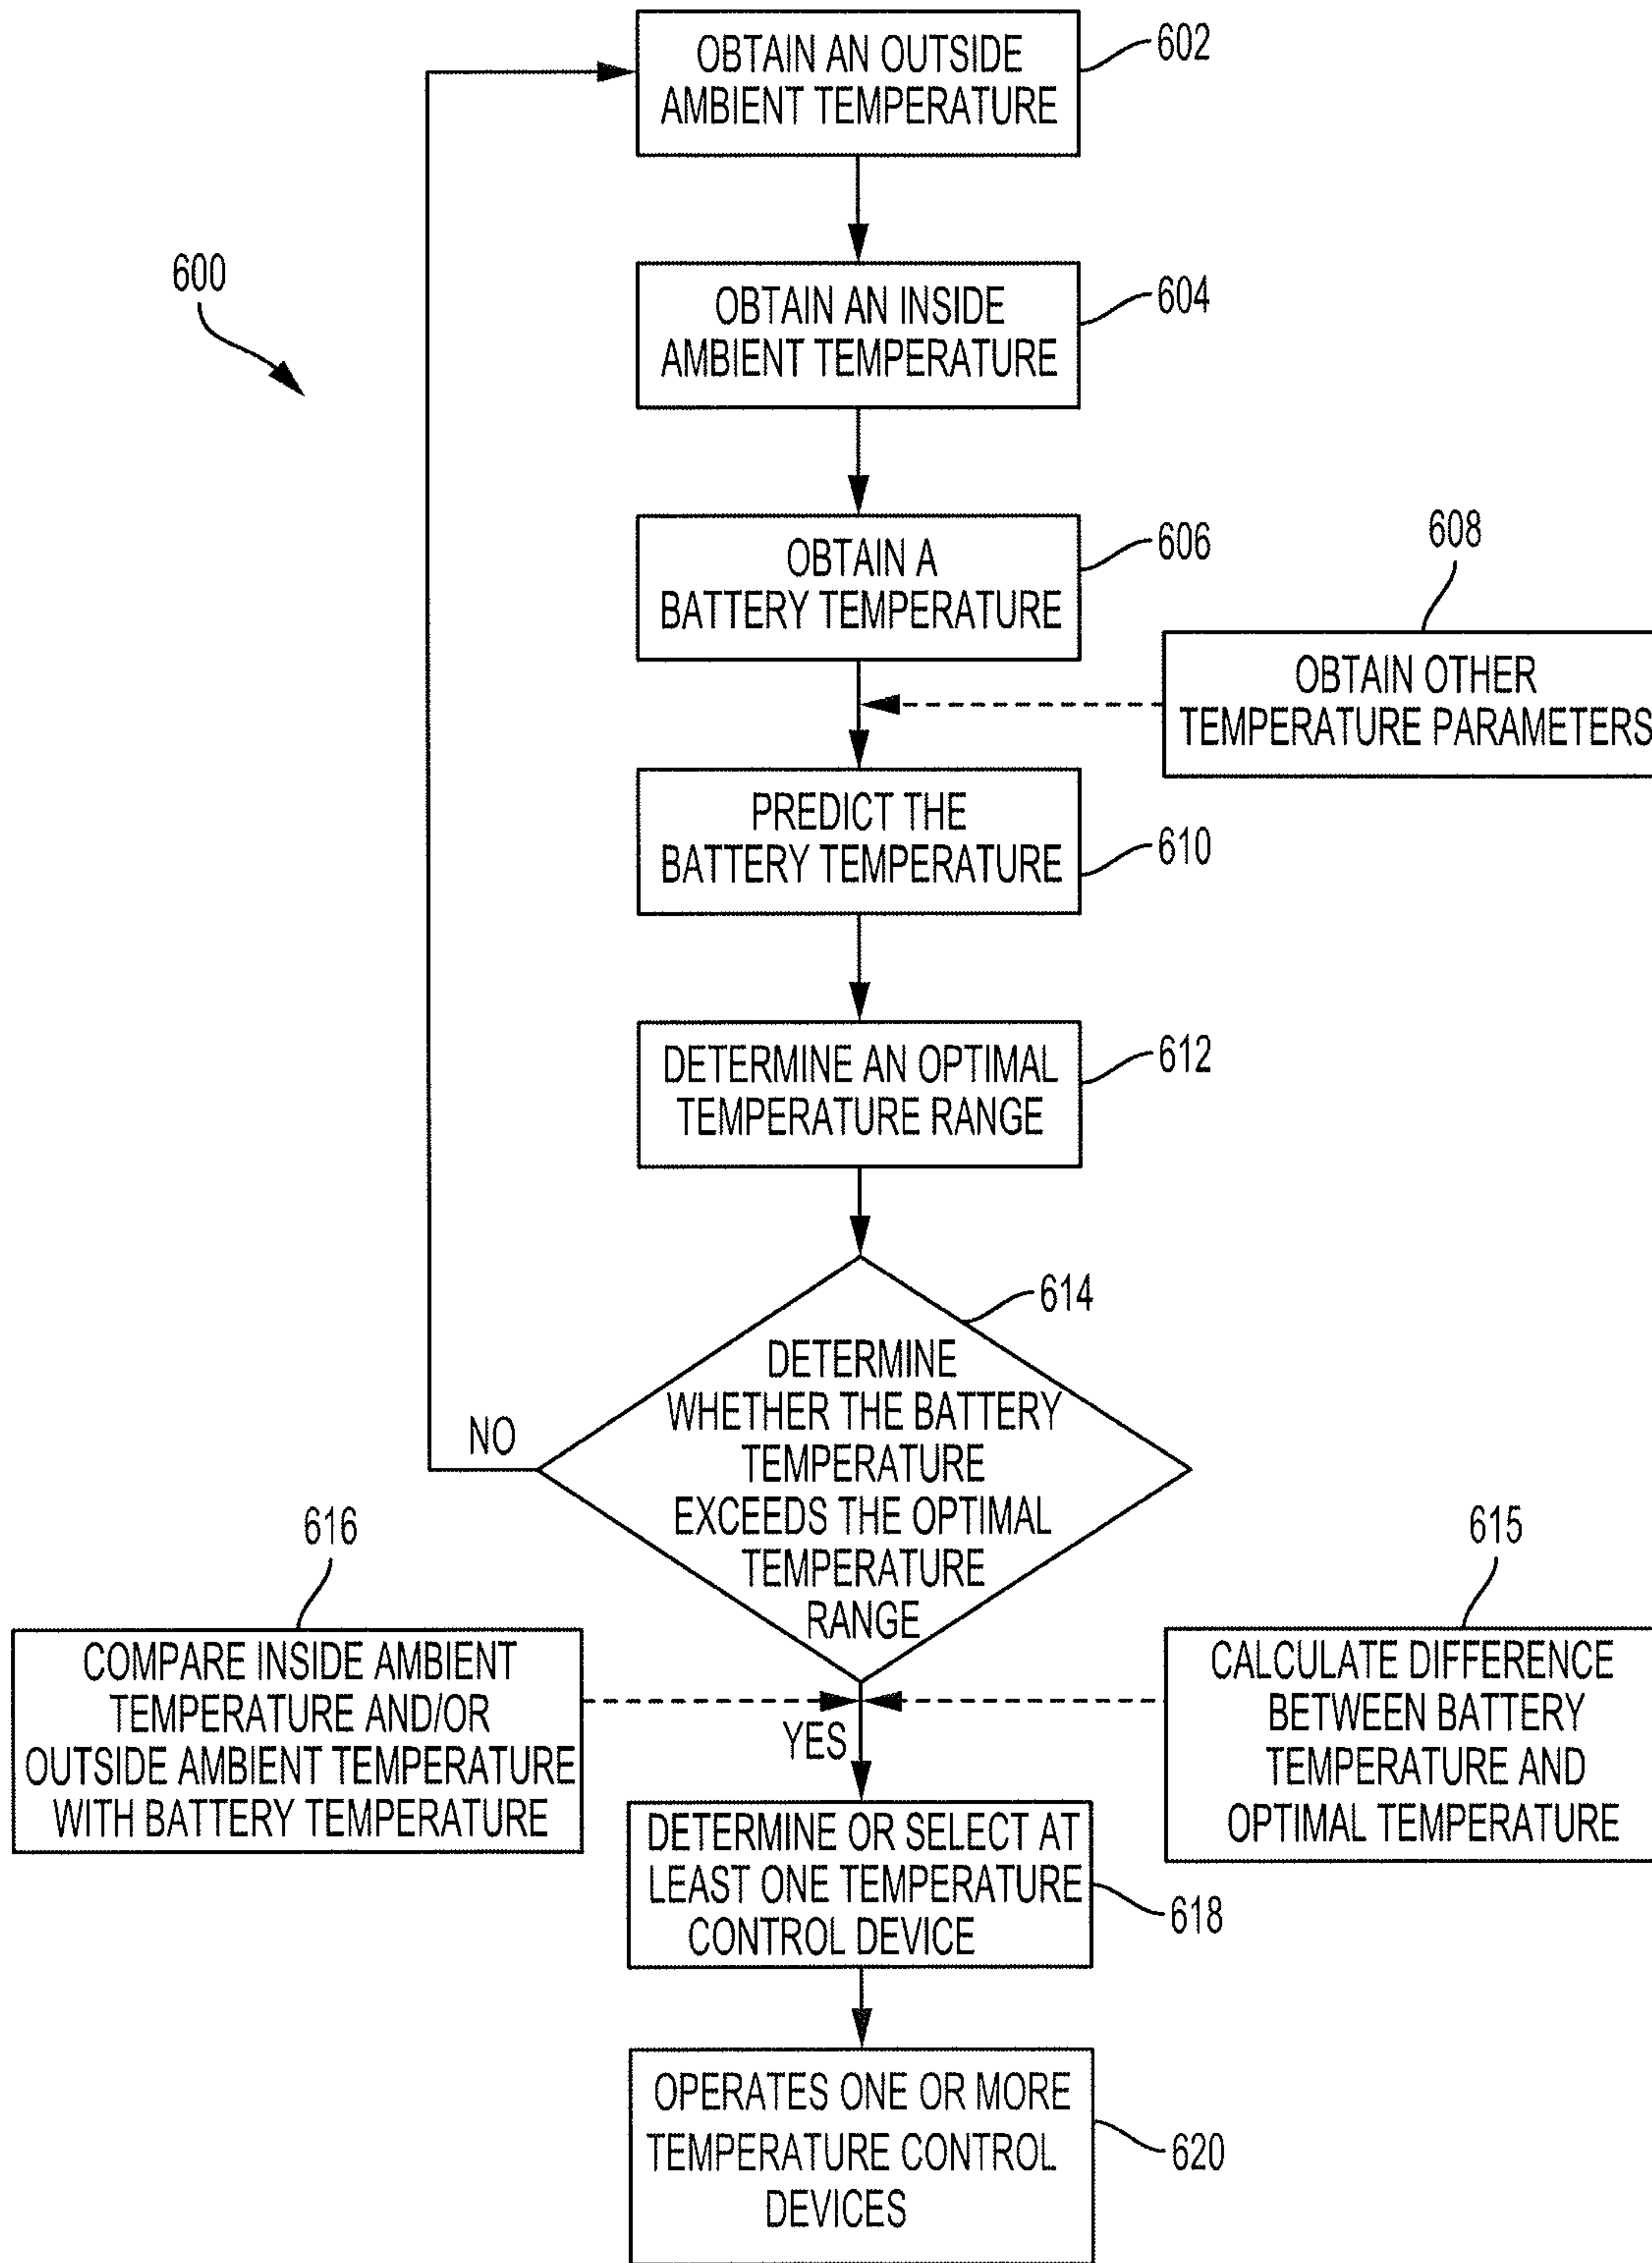 OBTAIN AN OUTSIDE
AMBIENT TEMPERATURE
602
600
OBTAIN AN INSIDE
AMBIENT TEMPERATURE
604
OBTAIN A
BATTERY TEMPERATURE
606
608
OBTAIN OTHER
TEMPERATURE PARAMETERS
PREDICT THE
BATTERY TEMPERATURE
610
DETERMINE AN OPTIMAL
TEMPERATURE RANGE
612
614
DETERMINE
WHETHER THE BATTERY
TEMPERATURE
EXCEEDS THE OPTIMAL
TEMPERATURE
RANGE
NO
616
COMPARE INSIDE AMBIENT
TEMPERATURE AND/OR
OUTSIDE AMBIENT TEMPERATURE
WITH BATTERY TEMPERATURE
615
CALCULATE DIFFERENCE
BETWEEN BATTERY
TEMPERATURE AND
OPTIMAL TEMPERATURE
YES
DETERMINE OR SELECT AT
LEAST ONE TEMPERATURE
CONTROL DEVICE
618
OPERATES ONE OR MORE
TEMPERATURE CONTROL
DEVICES
620